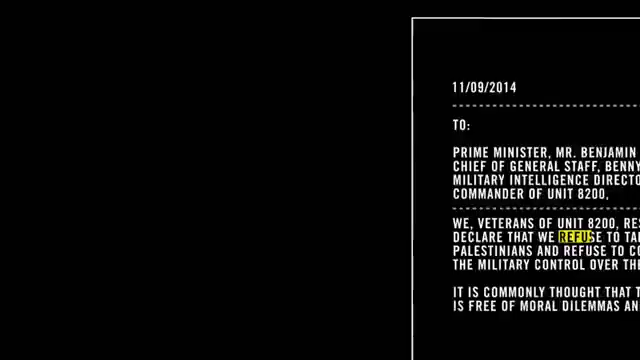 11/09/2014
TO:
PRIME MINISTER, MR. BENJAMIN
CHIEF OF GENERAL STAFF, BENNY
MILITARY INTELLIGENCE
COMMANDER OF UNIT 8200,
WE, VETERANS OF UNIT 8200,
DECLARE THAT WE REFUSE TO
PALESTINIANS AND REFUSE TO
THE MILITARY CONTROL OVER
IT IS COMMONLY THOUGHT THAT
IS FREE OF MORAL DILEMMAS